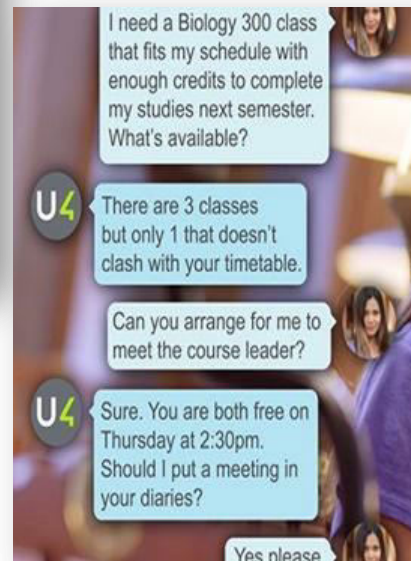 I need a Biology 300 class
that fits my schedule with
enough credits to complete
my studies next semester.
What's available?
U4
There are 3 classes
but only 1 that doesn't
clash with your timetable.
Can you arrange for me to
meet the course leader?
U4
Sure. You are both free on
Thursday at 2:30pm.
Should I put a meeting in
your diaries?
Yes please